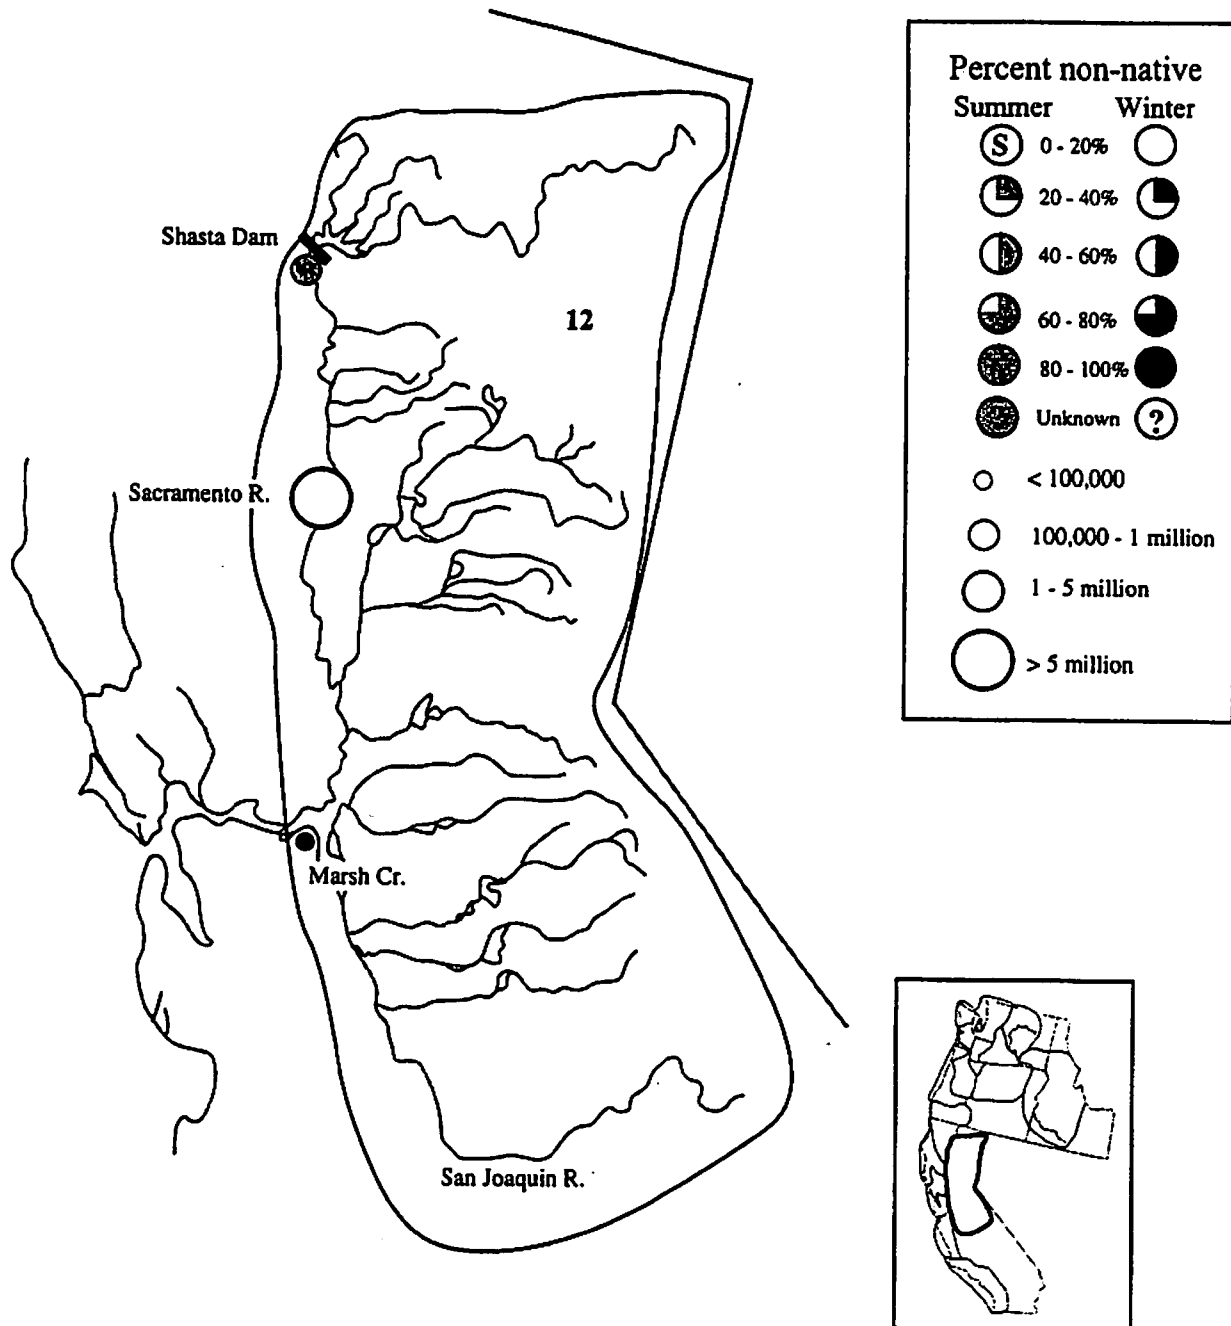 Shasta Dam
12
Sacramento R.
Marsh Cr.
San Joaquin R.
Percent non-native
Summer Winter
S 0 - 20%
20 - 40%
40 - 60%
60 - 80%
80 - 100%
Unknown ?
< 100,000
100,000 - 1 million
1 - 5 million
> 5 million